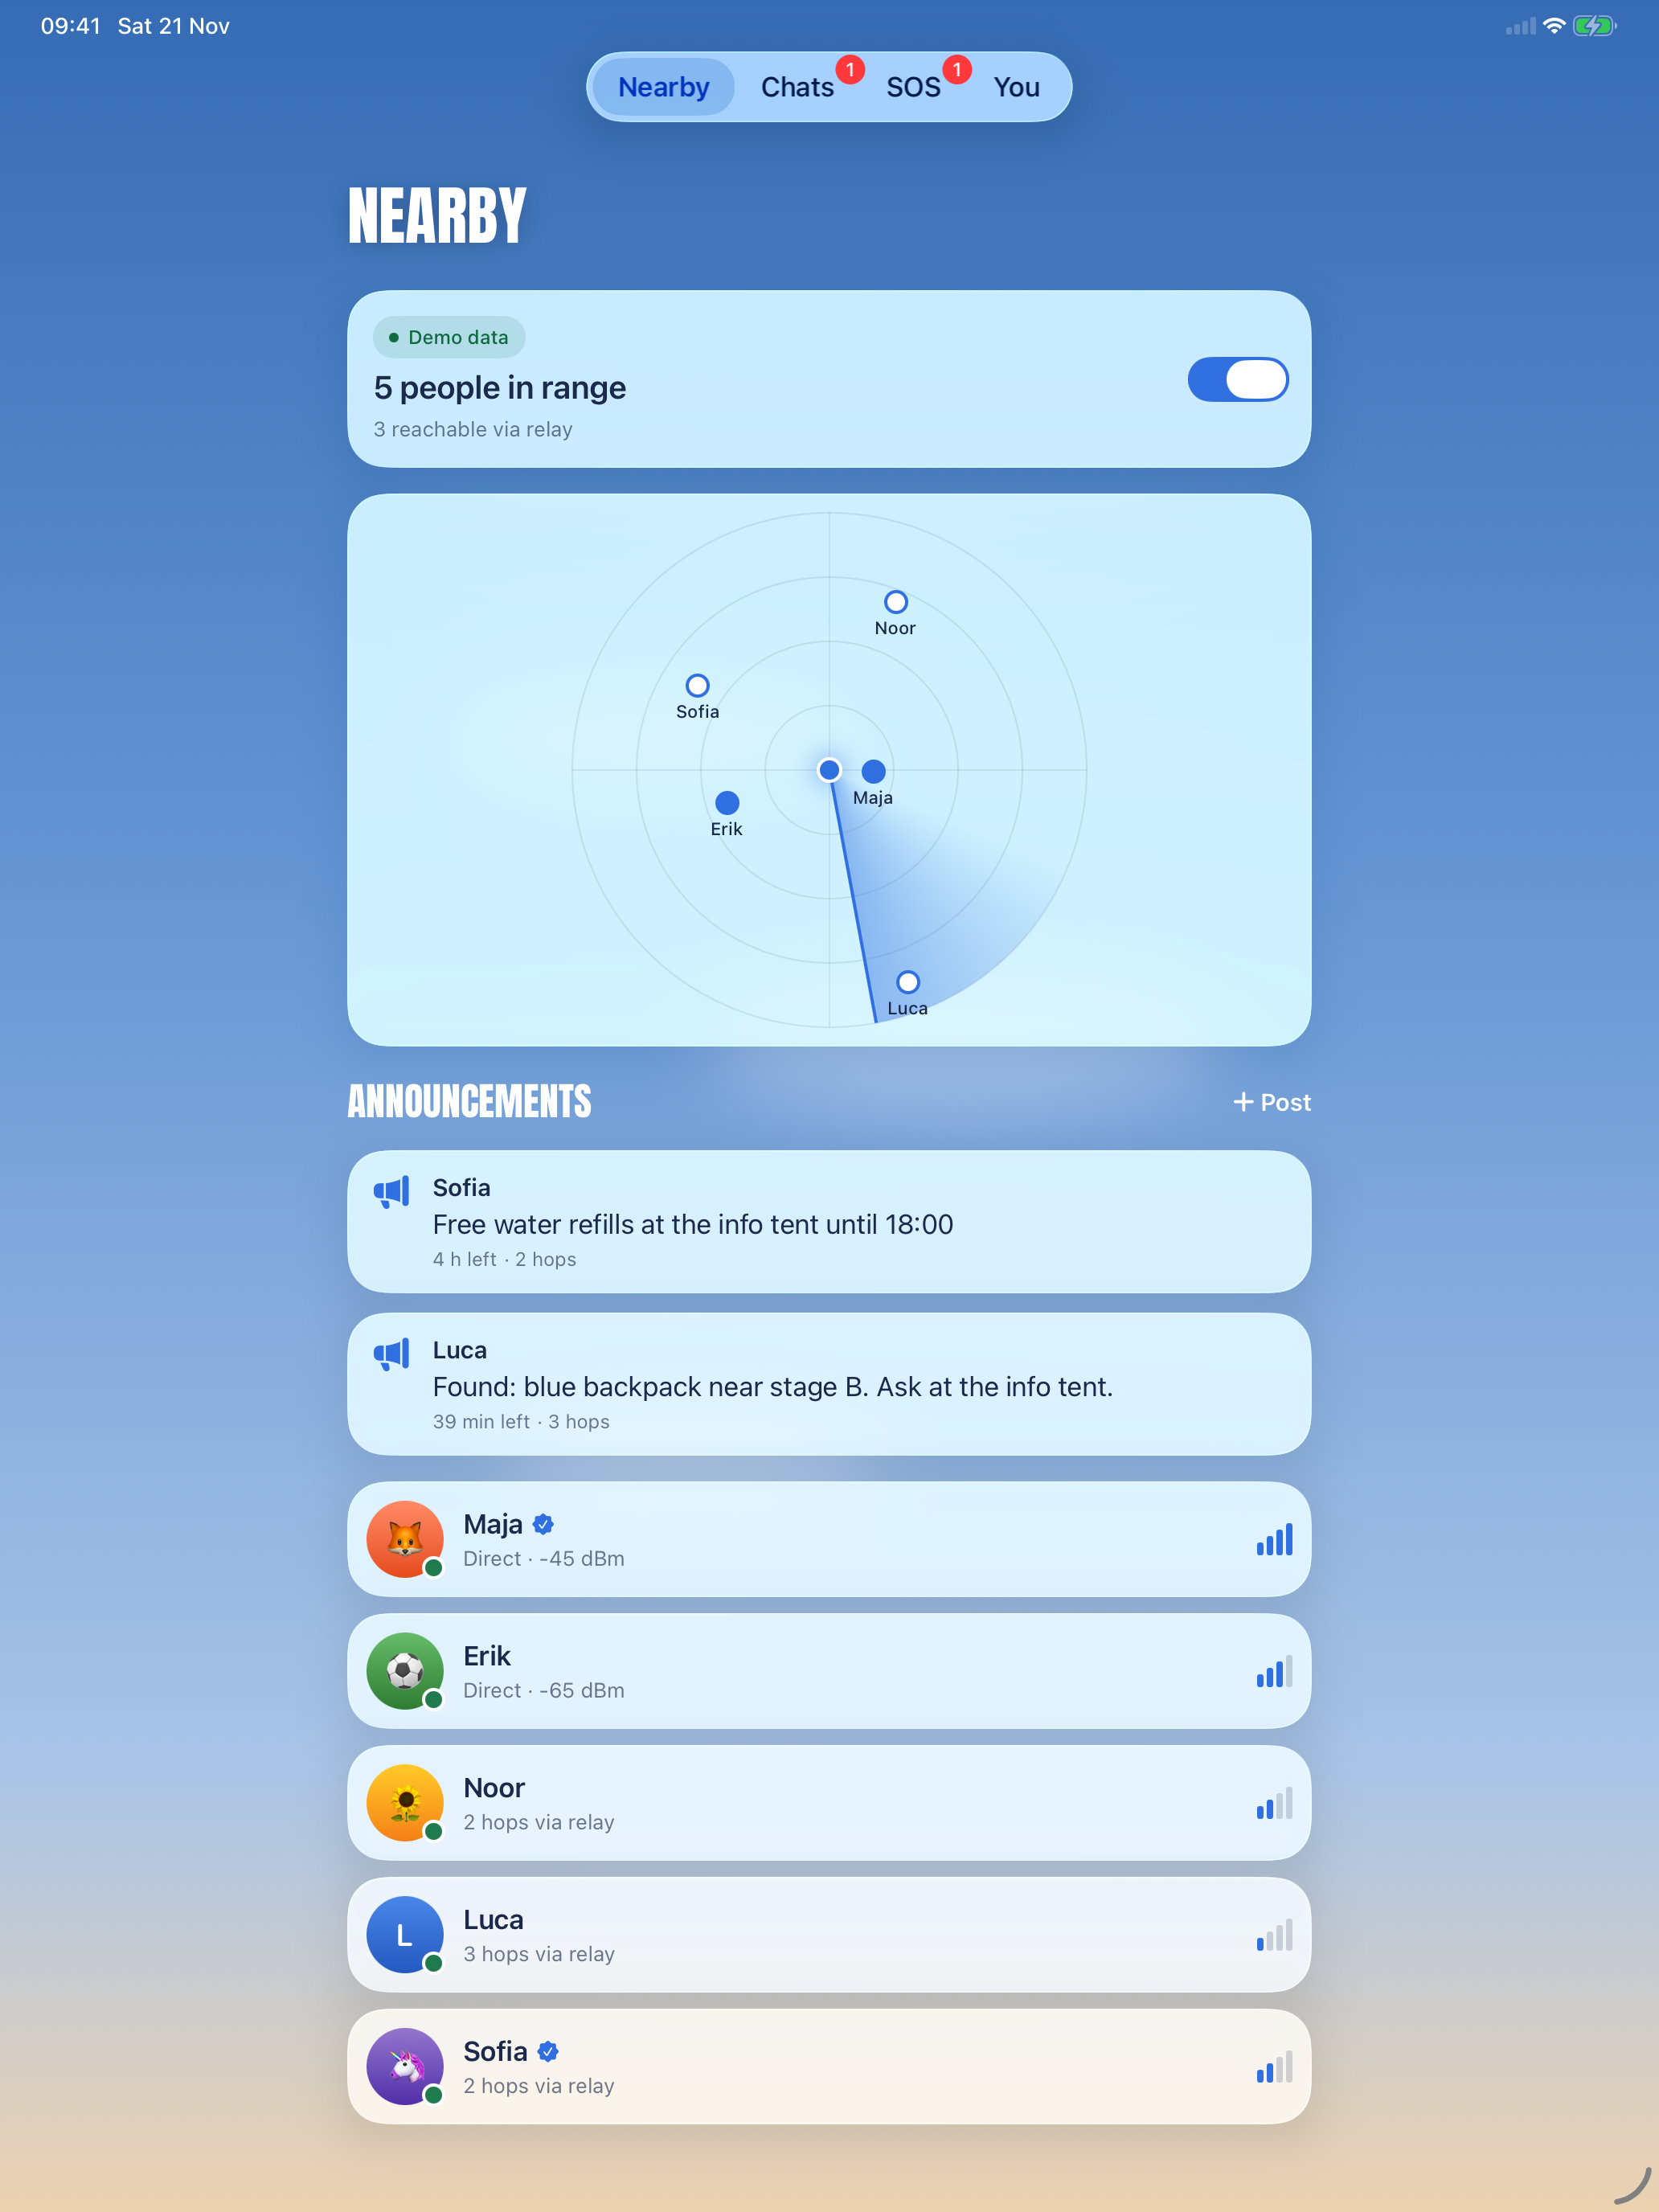 09:41 Sat 21 Nov
Nearby Chats 1 SOS 1 You
NEARBY
Demo data
5 people in range
3 reachable via relay
Noor
Sofia
Maja
Erik
Luca
ANNOUNCEMENTS + Post
Sofia
Free water refills at the info tent until 18:00
4 h left · 2 hops
Luca
Found: blue backpack near stage B. Ask at the info tent.
39 min left · 3 hops
Maja
Direct · -45 dBm
Erik
Direct · -65 dBm
Noor
2 hops via relay
L
Luca
3 hops via relay
Sofia
2 hops via relay